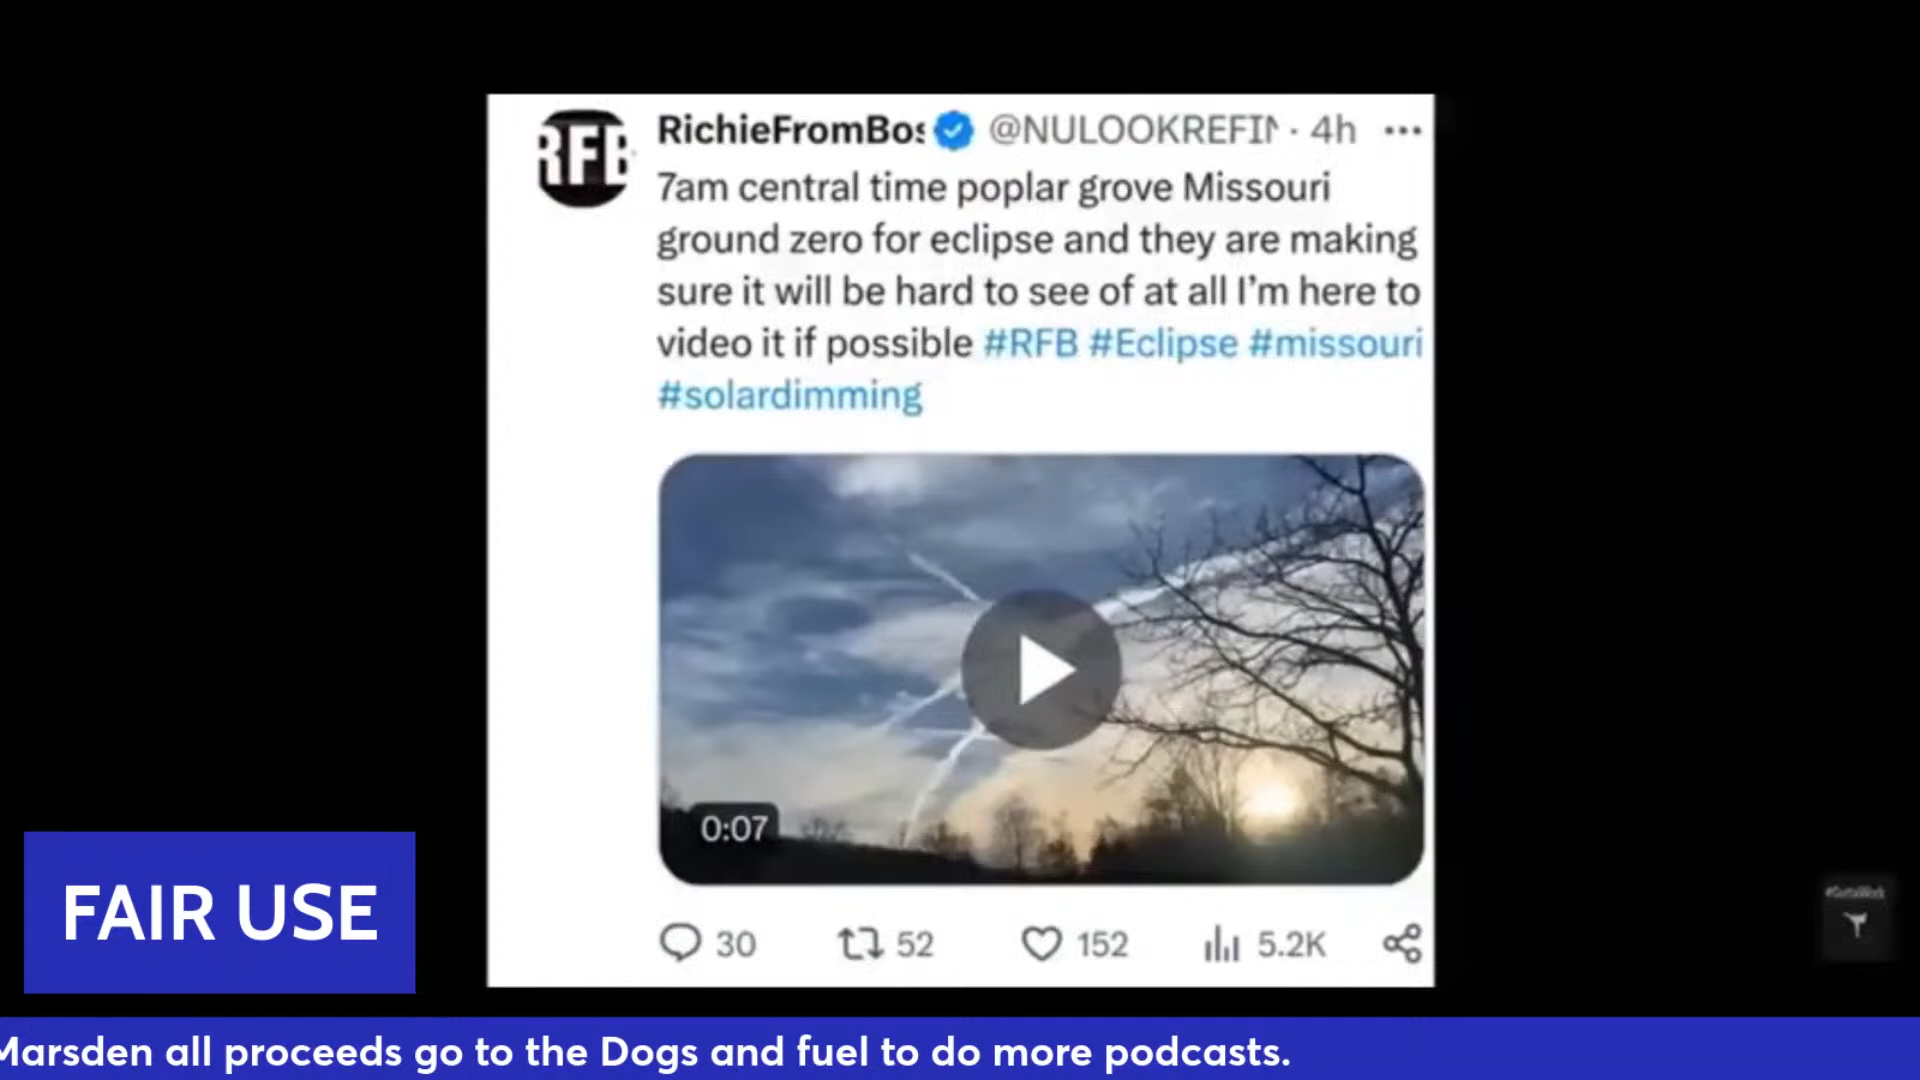 RFB
RichieFromBos @NULOOKREFIN · 4h
7am central time poplar grove Missouri
ground zero for eclipse and they are making
sure it will be hard to see of at all I'm here to
video it if possible #RFB #Eclipse #missouri
#solardimming
0:07
30 52 152 5.2K
FAIR USE
Marsden all proceeds go to the Dogs and fuel to do more podcasts.